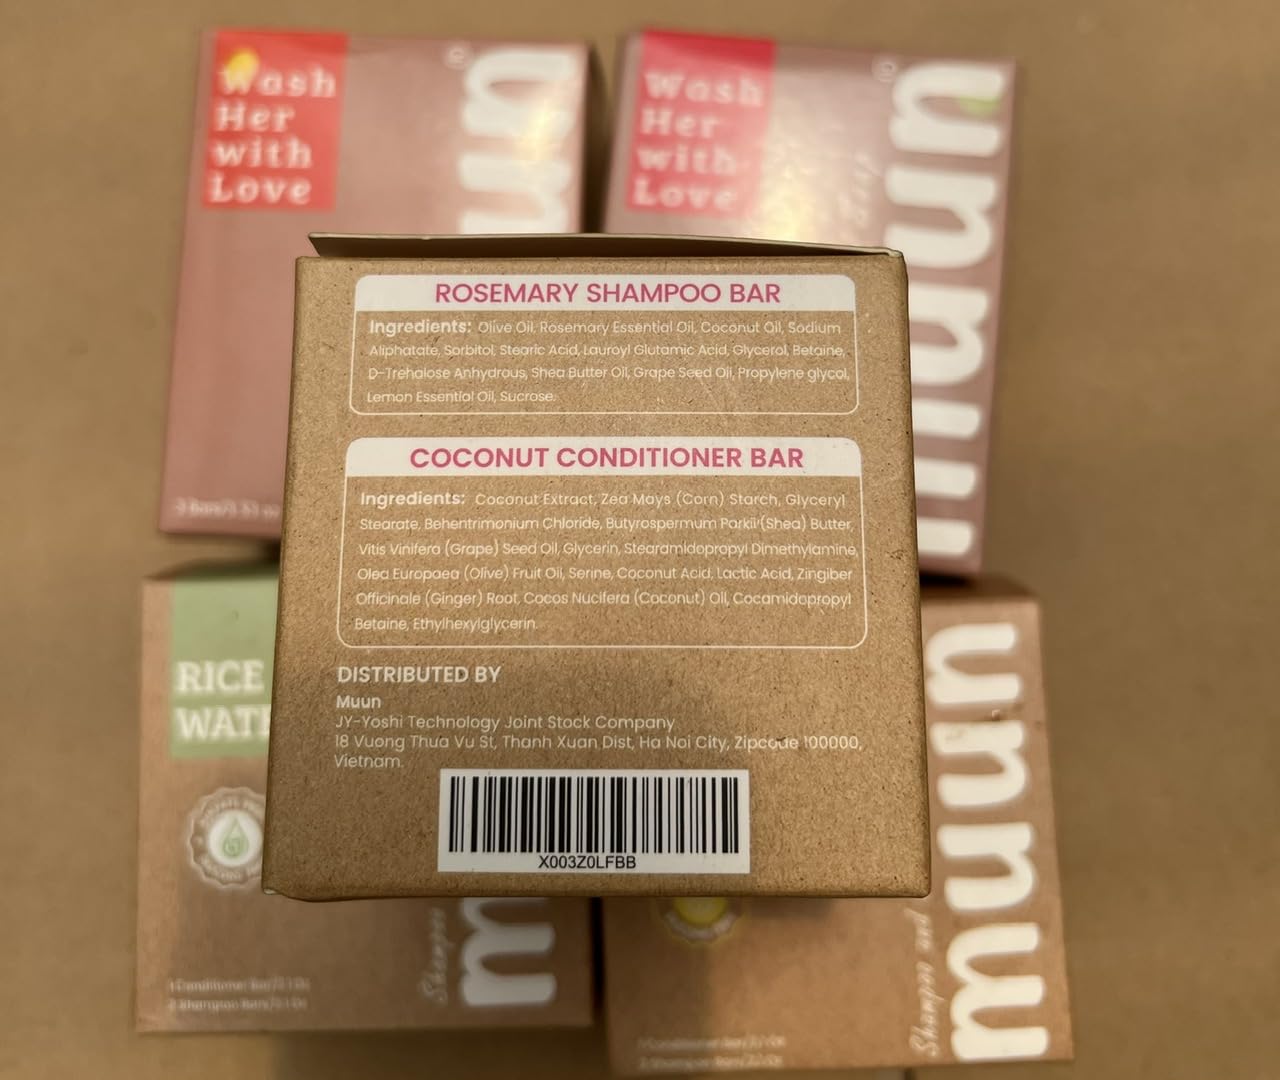 Wash
Her
with
Love
Wash
Her
with
Love
ROSEMARY SHAMPOO BAR
Ingredients: Olive Oil, Rosemary Essential Oil, Coconut Oil, Sodium
Aliphatate, Sorbitol, Stearic Acid, Lauroyl Glutamic Acid, Glycerol, Betaine,
D-Trehalose Anhydrous, Shea Butter Oil, Grape Seed Oil, Propylene glycol,
Lemon Essential Oil, Sucrose.
COCONUT CONDITIONER BAR
Ingredients: Coconut Extract, Zea Mays (Corn) Starch, Glyceryl
Stearate, Behentrimonium Chloride, Butyrospermum Parkii (Shea) Butter,
Vitis Vinifera (Grape) Seed Oil, Glycerin, Stearamidopropyl Dimethylamine,
Olea Europaea (Olive) Fruit Oil, Serine, Coconut Acid, Lactic Acid, Zingiber
Officinale (Ginger) Root, Cocos Nucifera (Coconut) Oil, Cocamidopropyl
Betaine, Ethylhexylglycerin.
DISTRIBUTED BY
Muun
JY-Yoshi Technology Joint Stock Company
18 Vuong Thua Vu St, Thanh Xuan Dist, Ha Noi City, Zipcode 100000,
Vietnam.
X003Z0LFBB
RICE
muun
Shampoo
Shampoo and